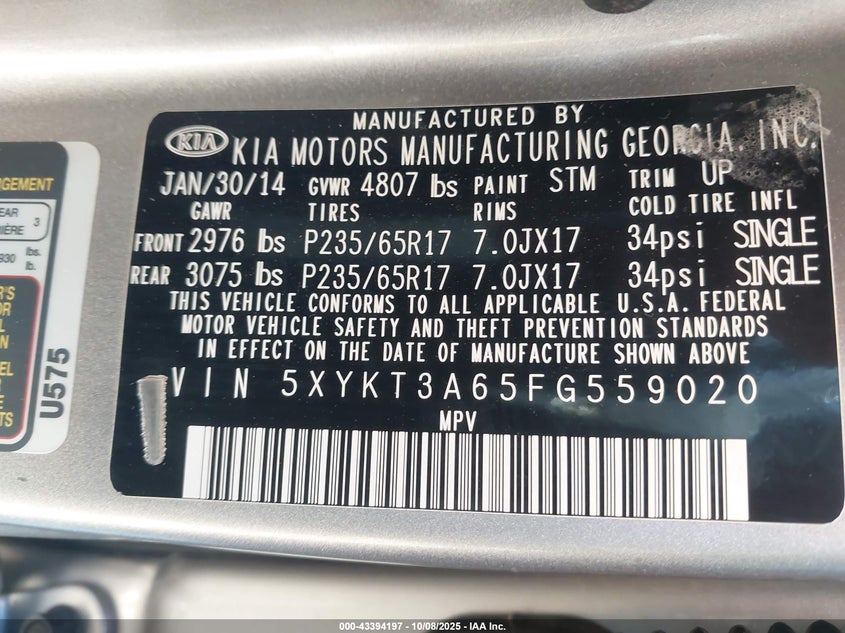 MANUFACTURED BY
KIA KIA MOTORS MANUFACTURING GEORGIA, INC.
JAN/30/14 GVWR 4807 lbs PAINT STM TRIM UP
GAWR TIRES RIMS COLD TIRE INFL
FRONT 2976 lbs P235/65R17 7.0JX17 34psi SINGLE
REAR 3075 lbs P235/65R17 7.0JX17 34psi SINGLE
THIS VEHICLE CONFORMS TO ALL APPLICABLE U.S.A. FEDERAL
MOTOR VEHICLE SAFETY AND THEFT PREVENTION STANDARDS
IN EFFECT ON THE DATE OF MANUFACTURE SHOWN ABOVE
VIN 5XYKT3A65FG559020
MPV
3
lbs.
U575
000-43394197 - 10/08/2025 - IAA Inc.